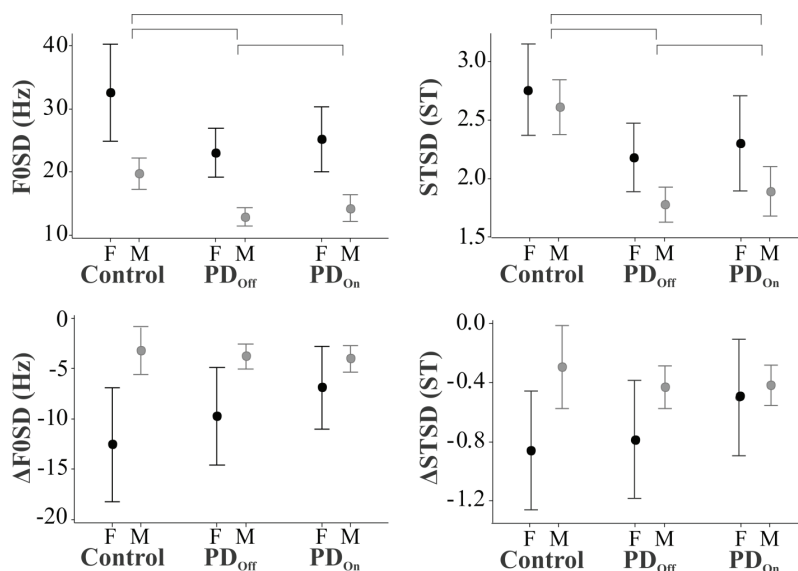 F0SD (Hz)
40
30
20
10
F M F M F M
Control PDOff PDOn
STSD (ST)
3.0
2.5
2.0
1.5
F M F M F M
Control PDOff PDOn
ΔF0SD (Hz)
0
-5
-10
-15
-20
F M F M F M
Control PDOff PDOn
ΔSTSD (ST)
0.0
-0.4
-0.8
-1.2
F M F M F M
Control PDOff PDOn